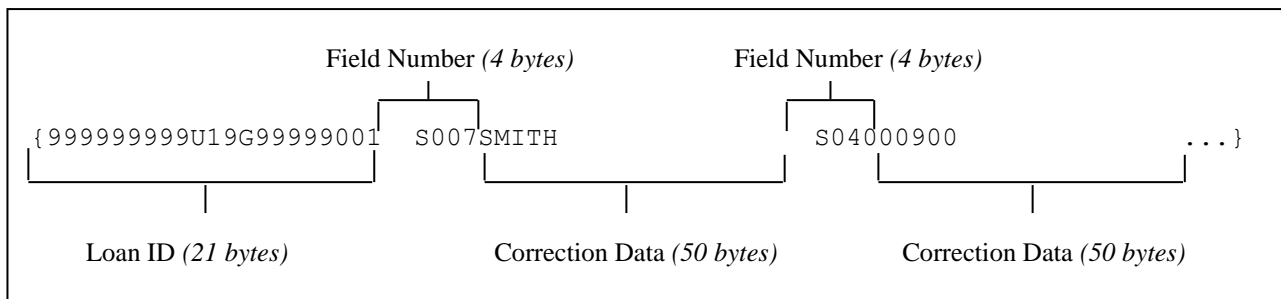 Field Number (4 bytes) Field Number (4 bytes)
{999999999U19G99999001 S007SMITH S04000900 ...}
Loan ID (21 bytes) Correction Data (50 bytes) Correction Data (50 bytes)